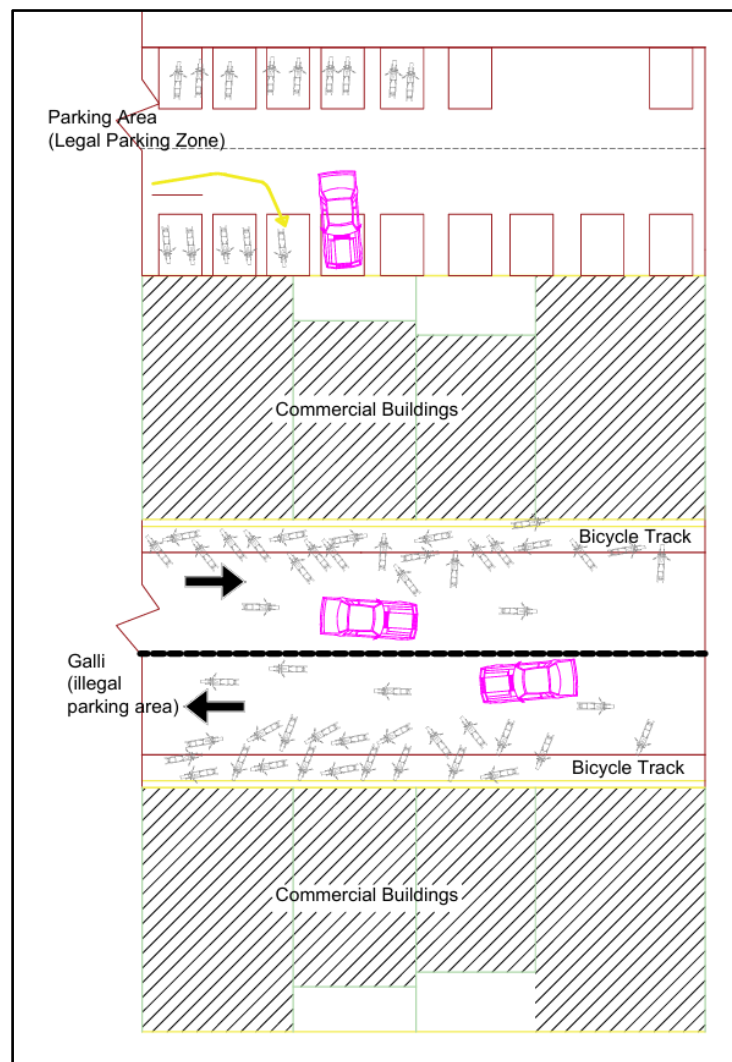 Parking Area
(Legal Parking Zone)
Commercial Buildings
Bicycle Track
Galli
(illegal
parking area)
Bicycle Track
Commercial Buildings